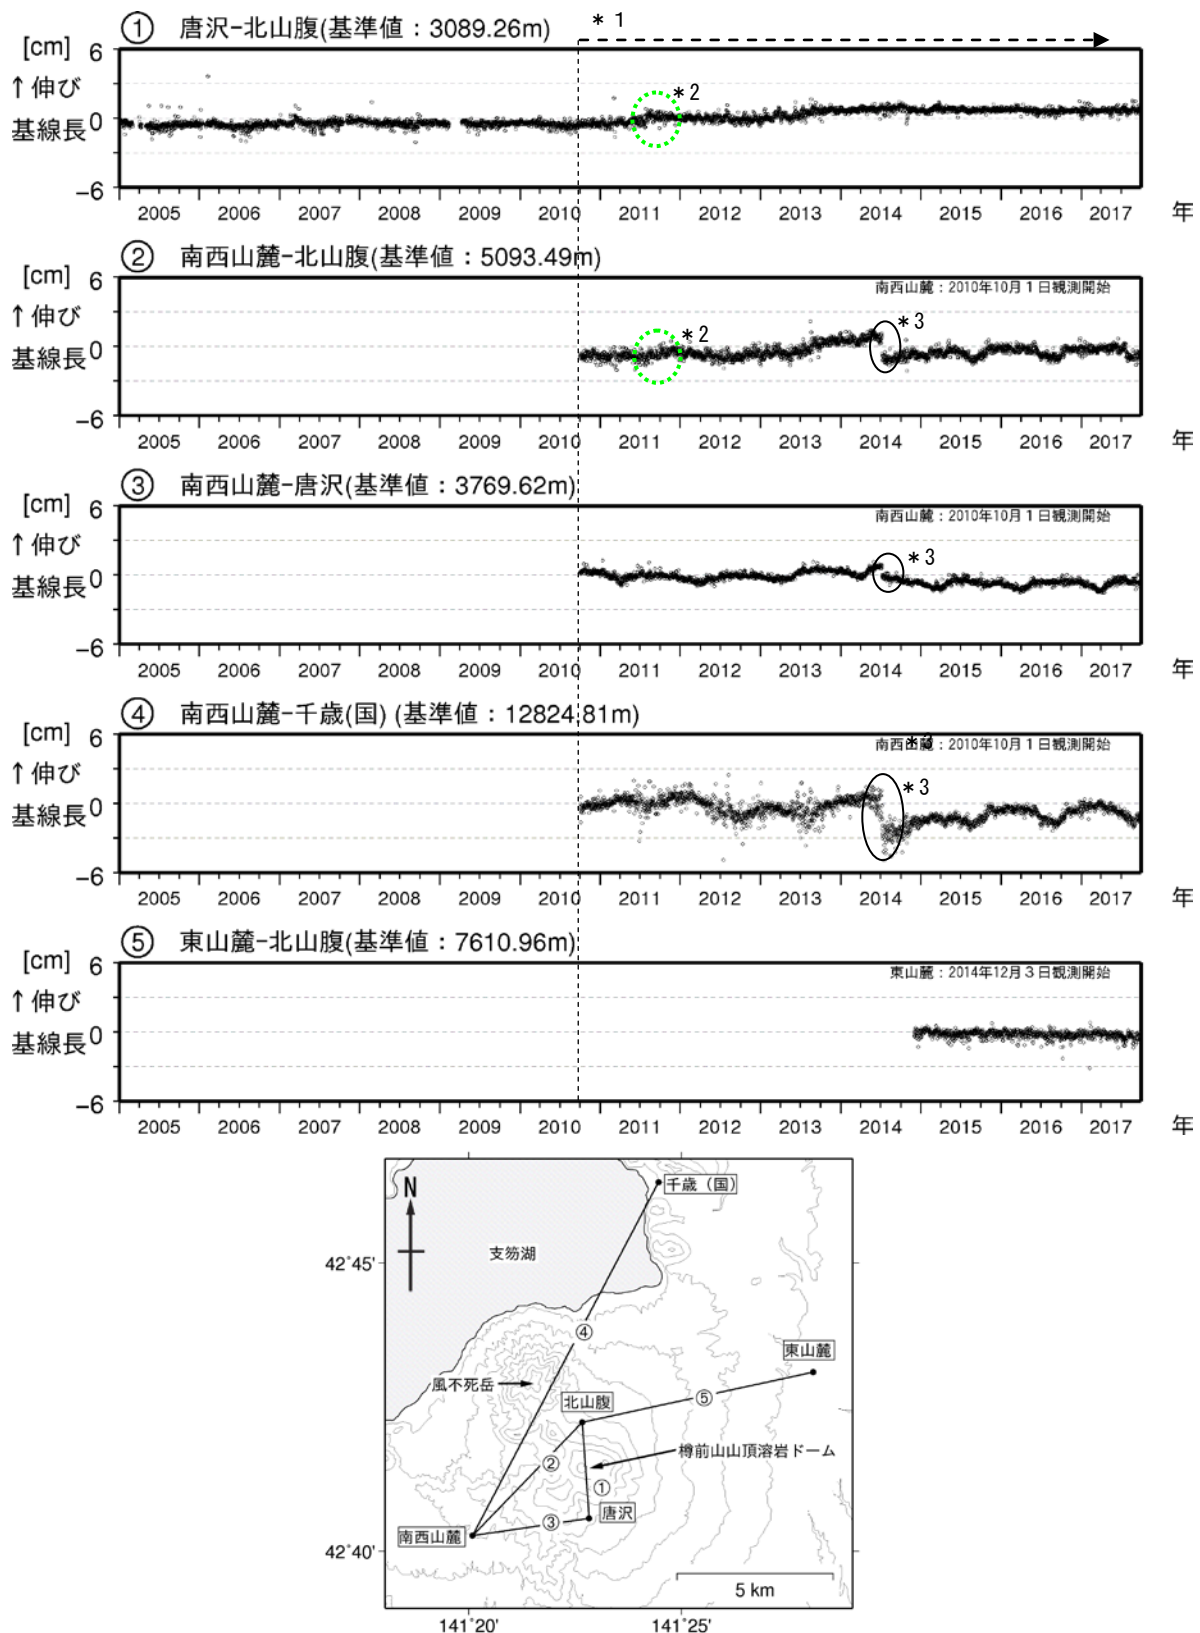 ① 唐沢−北山腹(基準値：3089.26m)
＊1
[cm]
6
↑伸び
基線長
0
−6
＊2
2005 2006 2007 2008 2009 2010 2011 2012 2013 2014 2015 2016 2017 年
② 南西山麓−北山腹(基準値：5093.49m)
[cm]
6
南西山麓：2010年10月1日観測開始
↑伸び
基線長
0
−6
＊2
＊3
2005 2006 2007 2008 2009 2010 2011 2012 2013 2014 2015 2016 2017 年
③ 南西山麓−唐沢(基準値：3769.62m)
[cm]
6
南西山麓：2010年10月1日観測開始
↑伸び
基線長
0
−6
＊3
2005 2006 2007 2008 2009 2010 2011 2012 2013 2014 2015 2016 2017 年
④ 南西山麓−千歳(国) (基準値：12824.81m)
[cm]
6
南西山麓：2010年10月1日観測開始
↑伸び
基線長
0
−6
＊3
2005 2006 2007 2008 2009 2010 2011 2012 2013 2014 2015 2016 2017 年
⑤ 東山麓−北山腹(基準値：7610.96m)
[cm]
6
東山麓：2014年12月3日観測開始
↑伸び
基線長
0
−6
2005 2006 2007 2008 2009 2010 2011 2012 2013 2014 2015 2016 2017 年
N
千歳（国）
支笏湖
42˚45'
④
東山麓
風不死岳
北山腹
⑤
樽前山山頂溶岩ドーム
②
①
唐沢
③
南西山麓
42˚40'
5 km
141˚20'
141˚25'